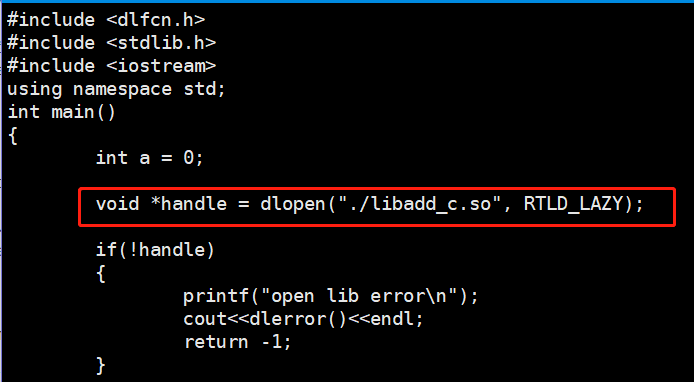 #include <dlfcn.h>
#include <stdlib.h>
#include <iostream>
using namespace std;
int main()
{
        int a = 0;
        void *handle = dlopen("./libadd_c.so", RTLD_LAZY);
        if(!handle)
        {
                printf("open lib error\n");
                cout<<dlerror()<<endl;
                return -1;
        }